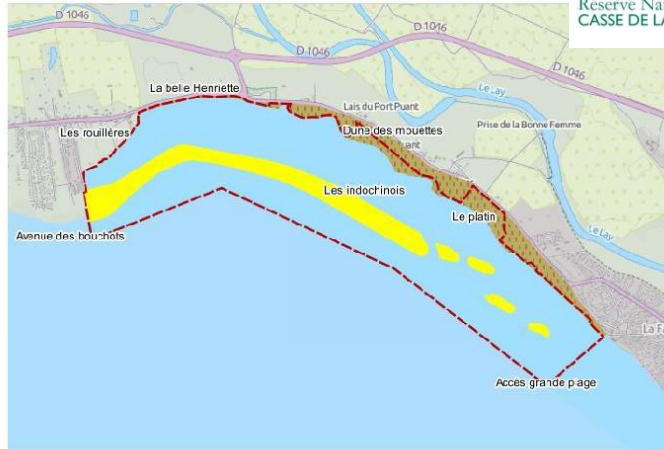 Réserve Na
CASSE DE LA
D 1046
D 1046
D 1046
Le Lay
La belle Henriette
Lais du Fort Puant
Les rouillères
Dune des mouettes
Prise de la Bonne Femme
Les indochinois
Le platin
Le Lay
Avenue des bouchots
La Fa
Accès grande plage